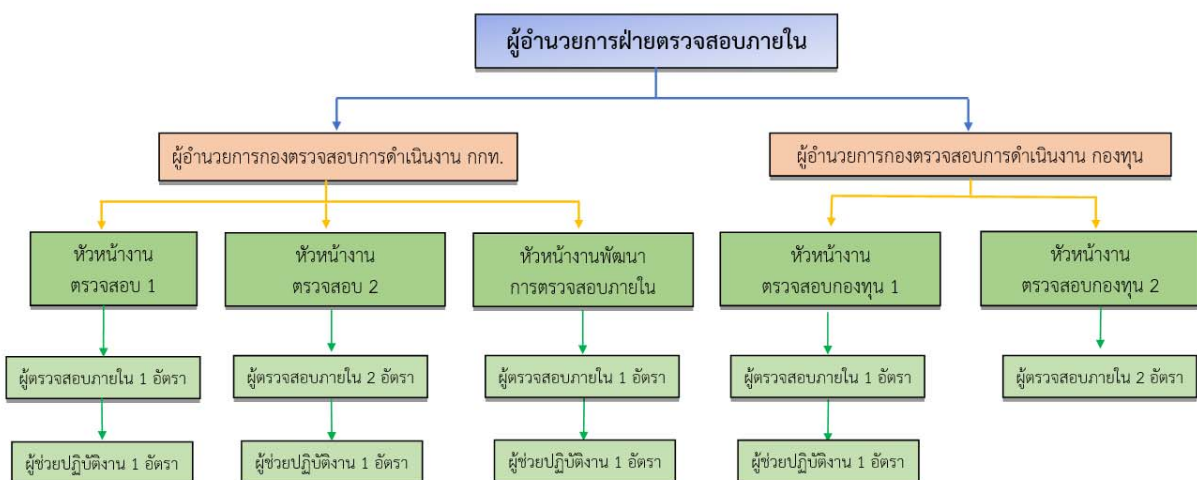 ผู้อำนวยการฝ่ายตรวจสอบภายใน
ผู้อำนวยการกองตรวจสอบการดำเนินงาน กกท.
ผู้อำนวยการกองตรวจสอบการดำเนินงาน กองทุน
หัวหน้างาน
ตรวจสอบ 1
หัวหน้างาน
ตรวจสอบ 2
หัวหน้างานพัฒนา
การตรวจสอบภายใน
หัวหน้างาน
ตรวจสอบกองทุน 1
หัวหน้างาน
ตรวจสอบกองทุน 2
ผู้ตรวจสอบภายใน 1 อัตรา
ผู้ตรวจสอบภายใน 2 อัตรา
ผู้ตรวจสอบภายใน 1 อัตรา
ผู้ตรวจสอบภายใน 1 อัตรา
ผู้ตรวจสอบภายใน 2 อัตรา
ผู้ช่วยปฏิบัติงาน 1 อัตรา
ผู้ช่วยปฏิบัติงาน 1 อัตรา
ผู้ช่วยปฏิบัติงาน 1 อัตรา
ผู้ช่วยปฏิบัติงาน 1 อัตรา